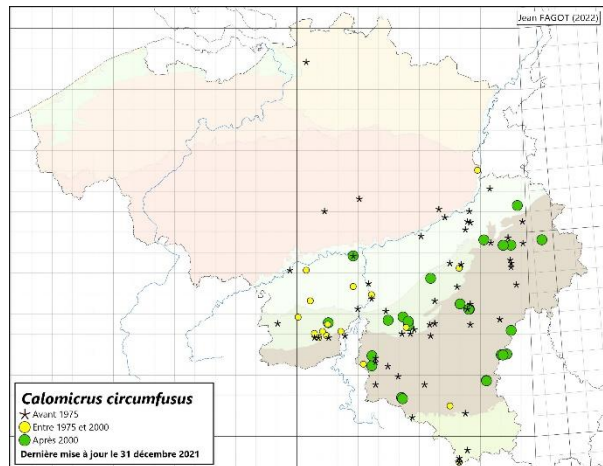 Jean FAGOT (2022)
Calomicrus circumfusus
Avant 1975
Entre 1975 et 2000
Après 2000
Dernière mise à jour le 31 décembre 2021